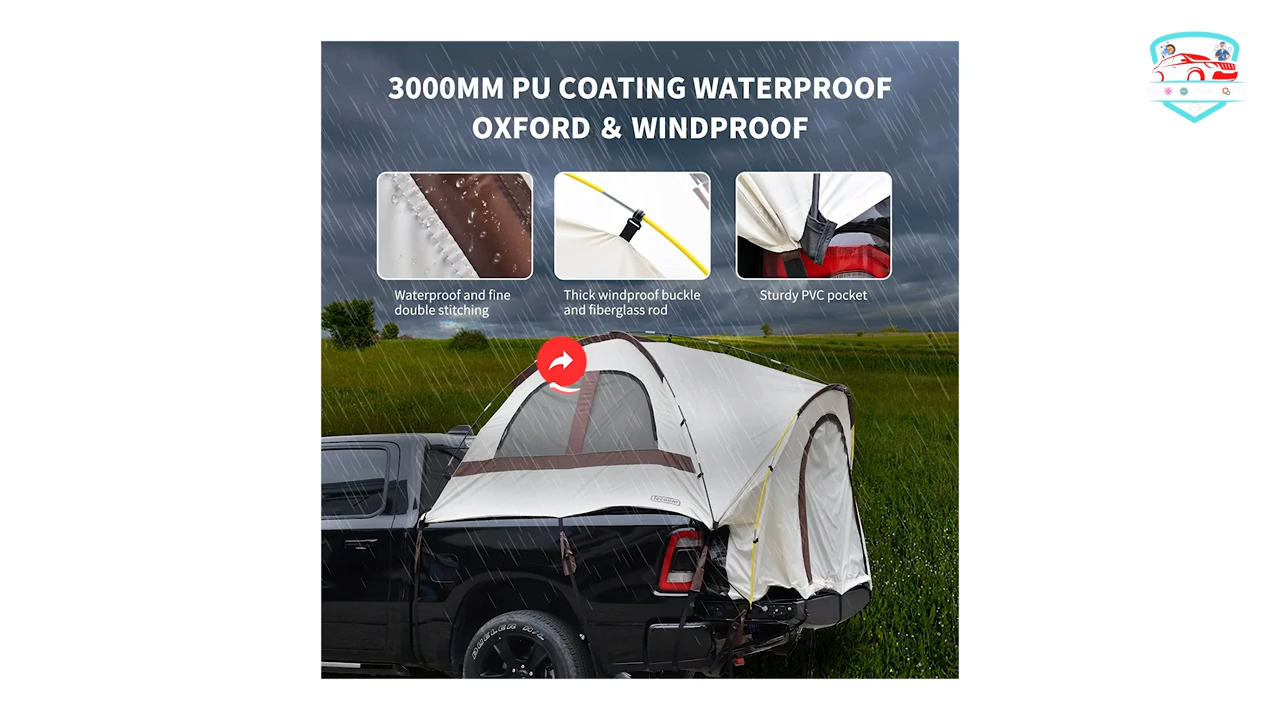 3000MM PU COATING WATERPROOF
OXFORD & WINDPROOF
Waterproof and fine
double stitching
Thick windproof buckle
and fiberglass rod
Sturdy PVC pocket